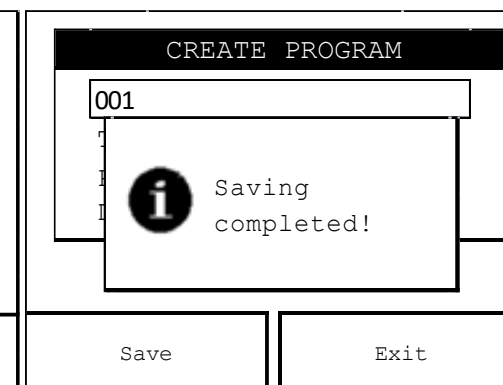 CREATE PROGRAM
001
Saving
completed!
Save
Exit